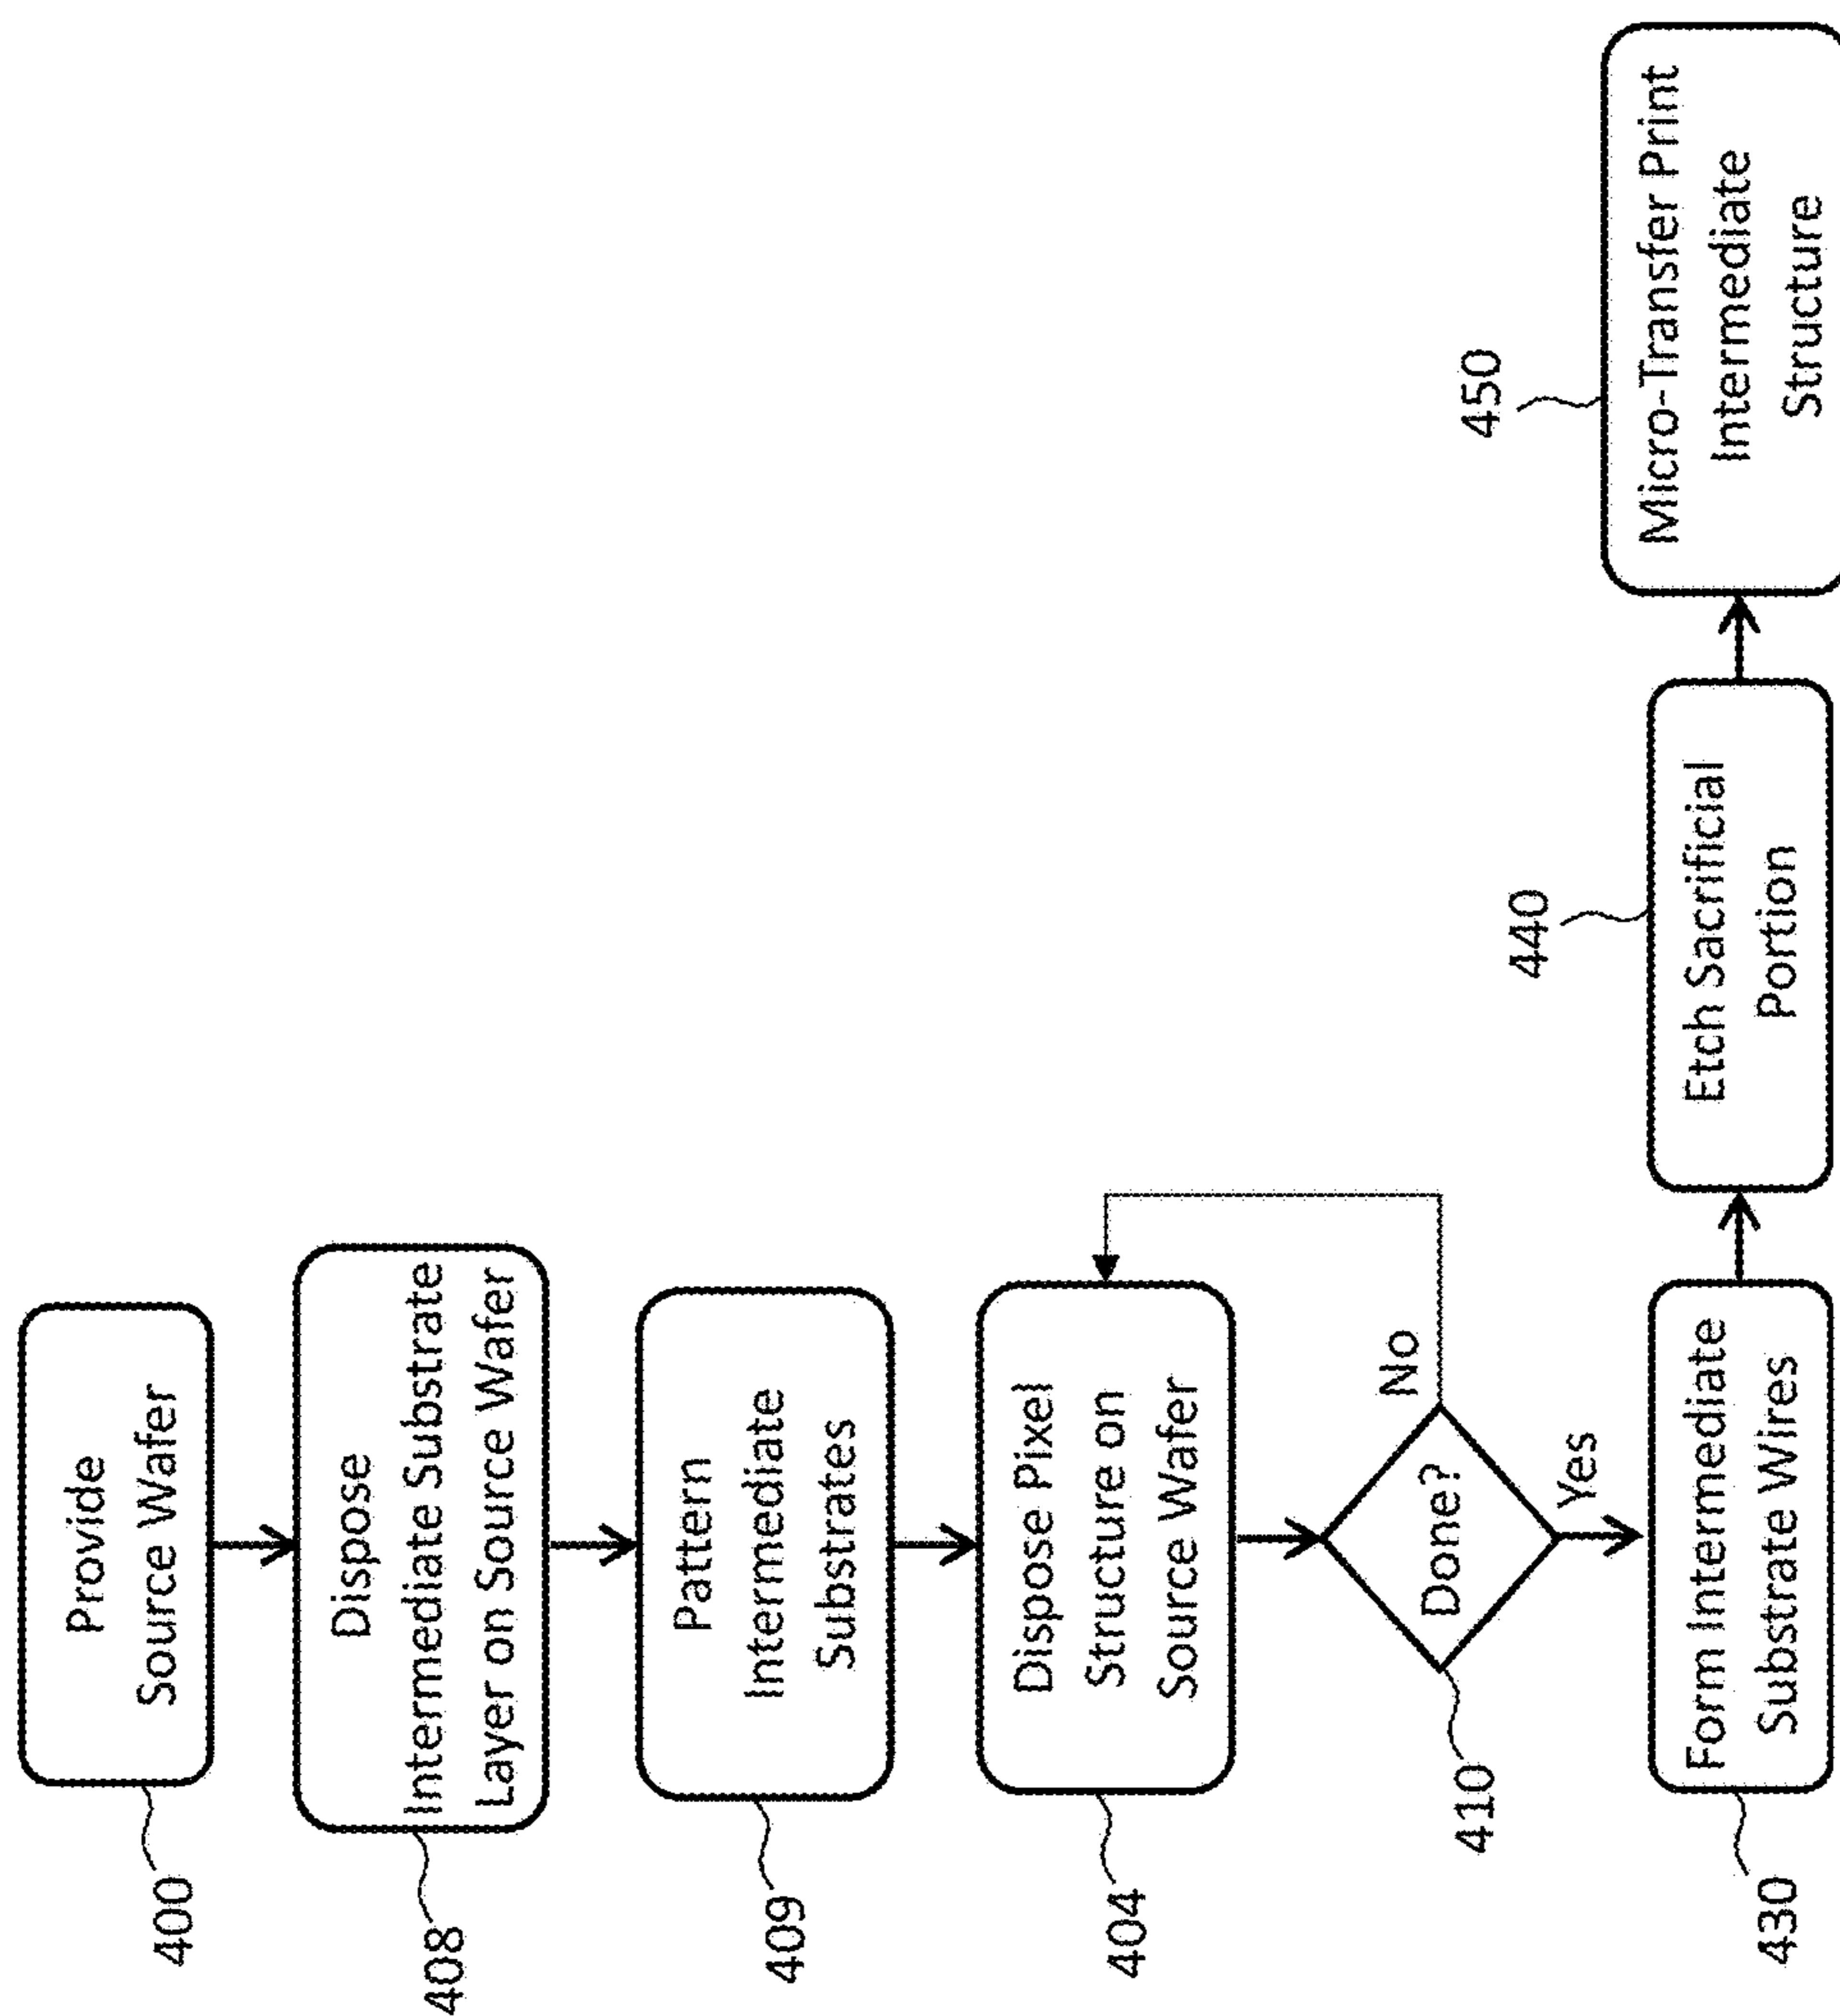 400
Provide
Source Wafer
408
Dispose
Intermediate Substrate
Layer on Source Wafer
409
Pattern
Intermediate
Substrates
404
Dispose Pixel
Structure on
Source Wafer
410
Done?
No
Yes
430
Form Intermediate
Substrate Wires
440
Etch Sacrificial
Portion
450
Micro-Transfer Print
Intermediate
Structure